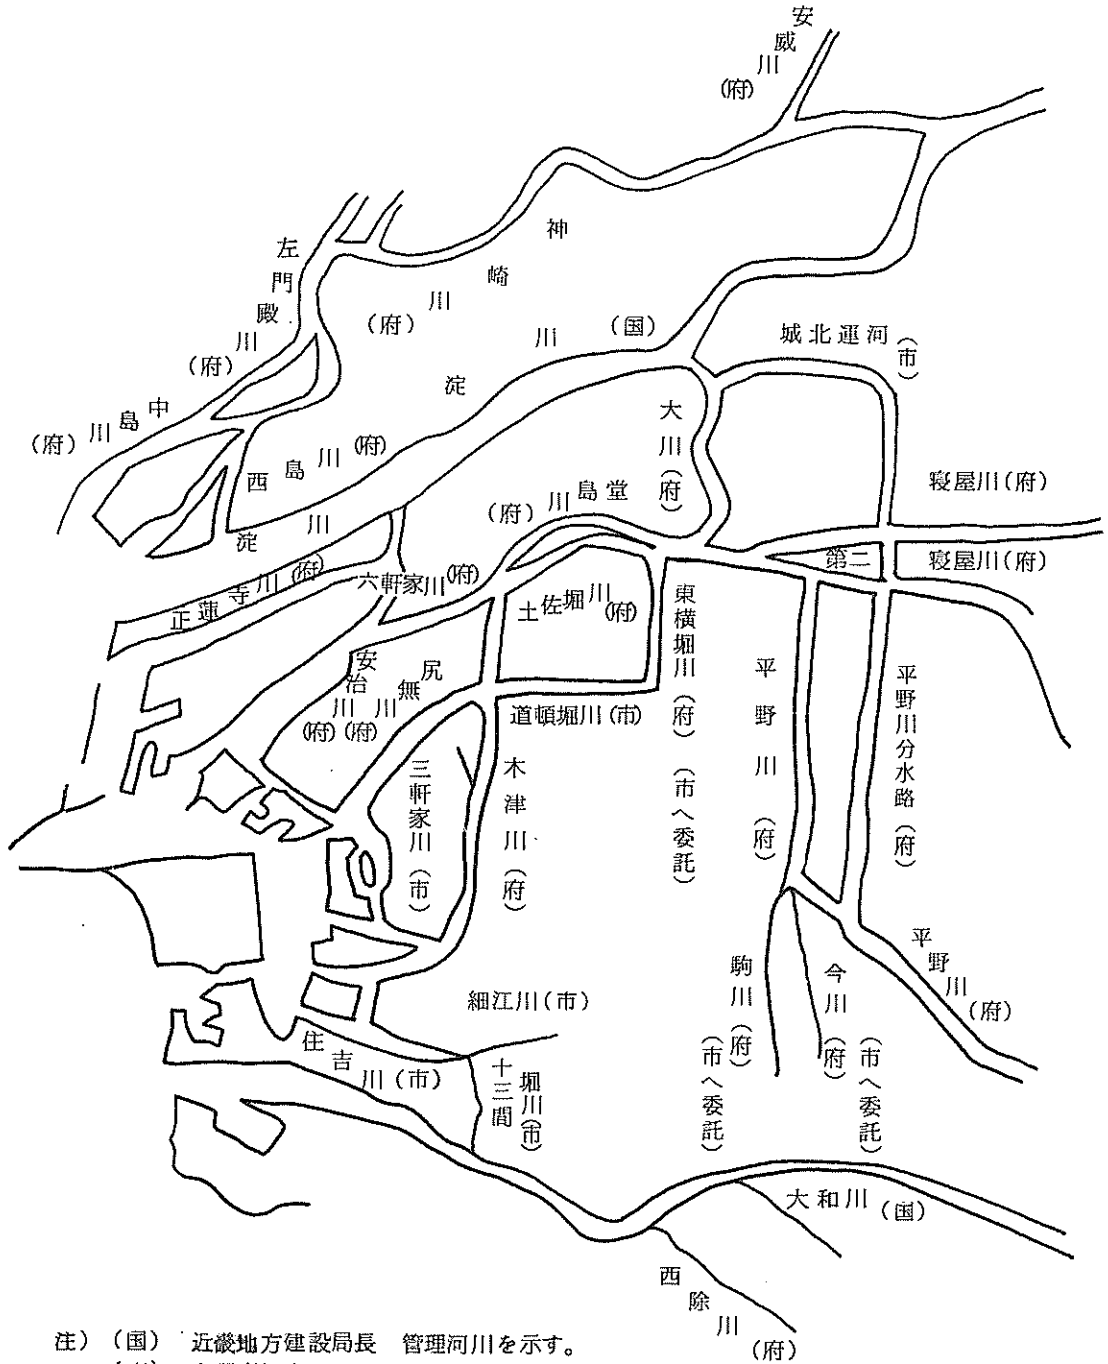 安威川(府)
神崎川(府)
左門殿川(府)
中島川(府)
淀川(国)
城北運河(市)
大川(府)
西島川(府)
淀川
堂島川(府)
寝屋川(府)
第二寝屋川(府)
正蓮寺川(府)
六軒家川(府)
土佐堀川(府)
東横堀川(府)(市へ委託)
安治川(府)
尻無川(府)
道頓堀川(市)
平野川(府)
平野川分水路(府)
三軒家川(市)
木津川(府)
平野川(府)
駒川(府)(市へ委託)
今川(府)(市へ委託)
細江川(市)
住吉川(市)
十三間堀川(市)
大和川(国)
西除川(府)
注)(国) 近畿地方建設局長 管理河川を示す。